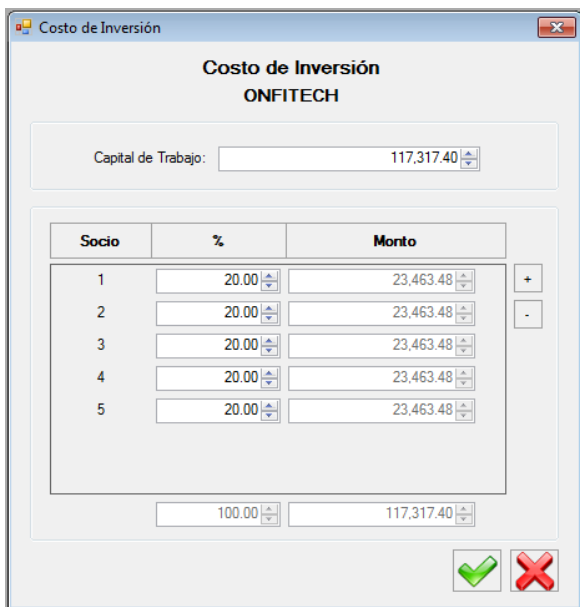 Costo de Inversión
Costo de Inversión
ONFITECH
Capital de Trabajo: 117,317.40
Socio % Monto
1 20.00 23,463.48 +
2 20.00 23,463.48 -
3 20.00 23,463.48
4 20.00 23,463.48
5 20.00 23,463.48
100.00 117,317.40